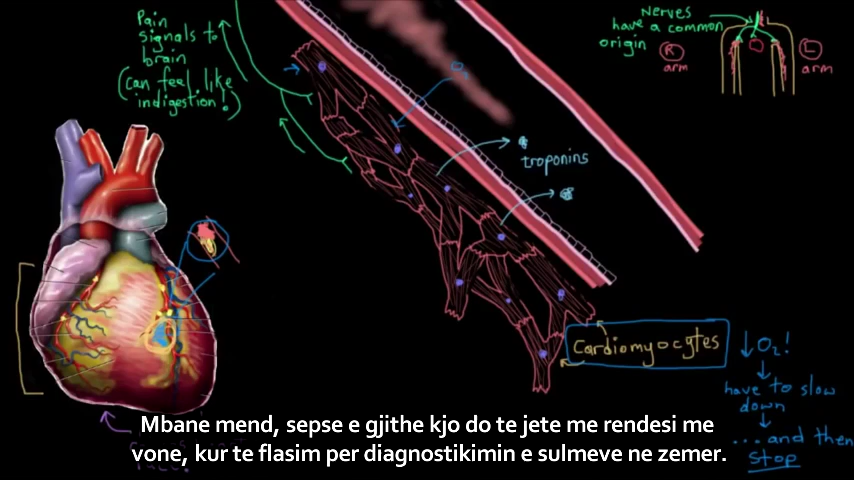 Pain
signals to
brain
(can feel like
indigestion!)
Nerves
have a common
origin
R
arm
L
arm
O₂
troponins
Cardiomyocytes
↓O₂!
have to slow
down
...and then
stop
Mbane mend, sepse e gjithe kjo do te jete me rendesi me
vone, kur te flasim per diagnostikimin e sulmeve ne zemer.